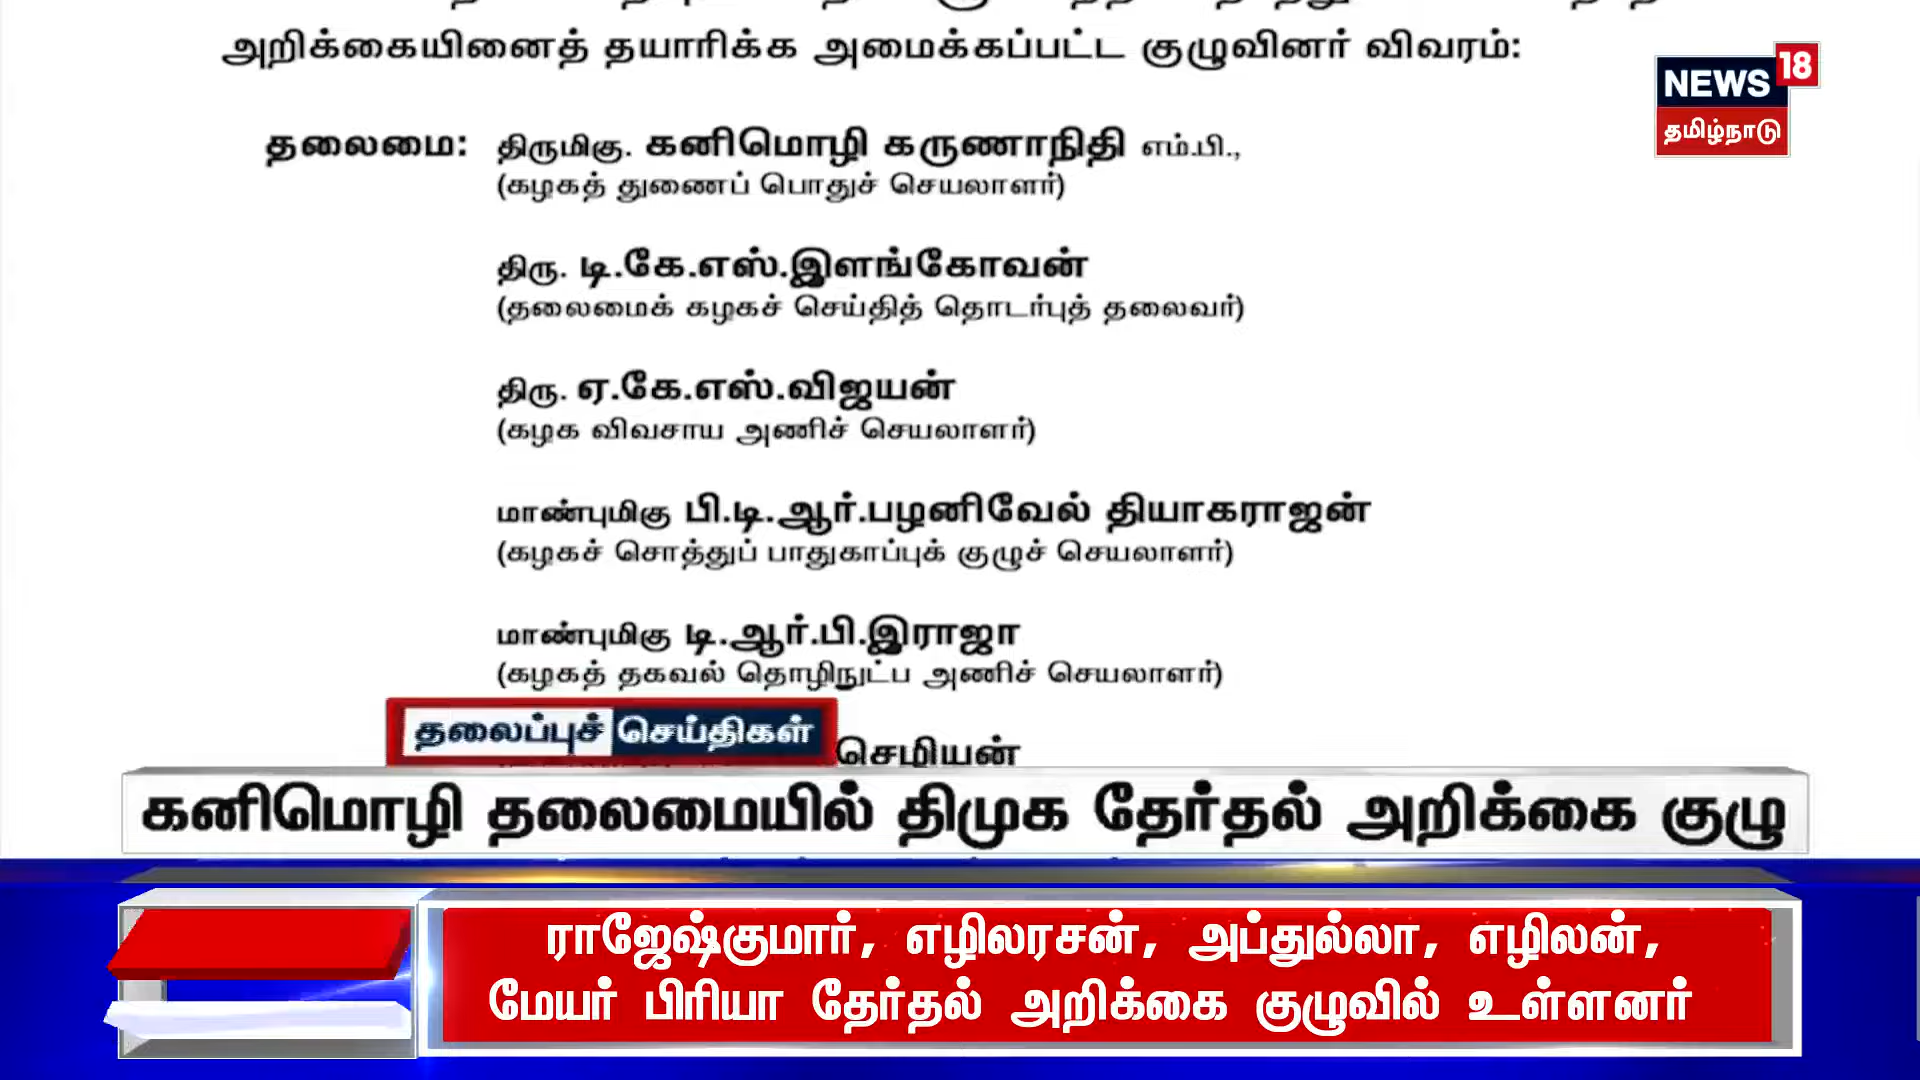 அறிக்கையினைத் தயாரிக்க அமைக்கப்பட்ட குழுவினர் விவரம்:
NEWS 18
தமிழ்நாடு
தலைமை: திருமிகு. கனிமொழி கருணாநிதி எம்.பி.,
(கழகத் துணைப் பொதுச் செயலாளர்)
திரு. டி.கே.எஸ்.இளங்கோவன்
(தலைமைக் கழகச் செய்தித் தொடர்புத் தலைவர்)
திரு. ஏ.கே.எஸ்.விஜயன்
(கழக விவசாய அணிச் செயலாளர்)
மாண்புமிகு பி.டி.ஆர்.பழனிவேல் தியாகராஜன்
(கழகச் சொத்துப் பாதுகாப்புக் குழுச் செயலாளர்)
மாண்புமிகு டி.ஆர்.பி.இராஜா
(கழகத் தகவல் தொழிநுட்ப அணிச் செயலாளர்)
தலைப்புச் செய்திகள்
செழியன்
கனிமொழி தலைமையில் திமுக தேர்தல் அறிக்கை குழு
ராஜேஷ்குமார், எழிலரசன், அப்துல்லா, எழிலன்,
மேயர் பிரியா தேர்தல் அறிக்கை குழுவில் உள்ளனர்